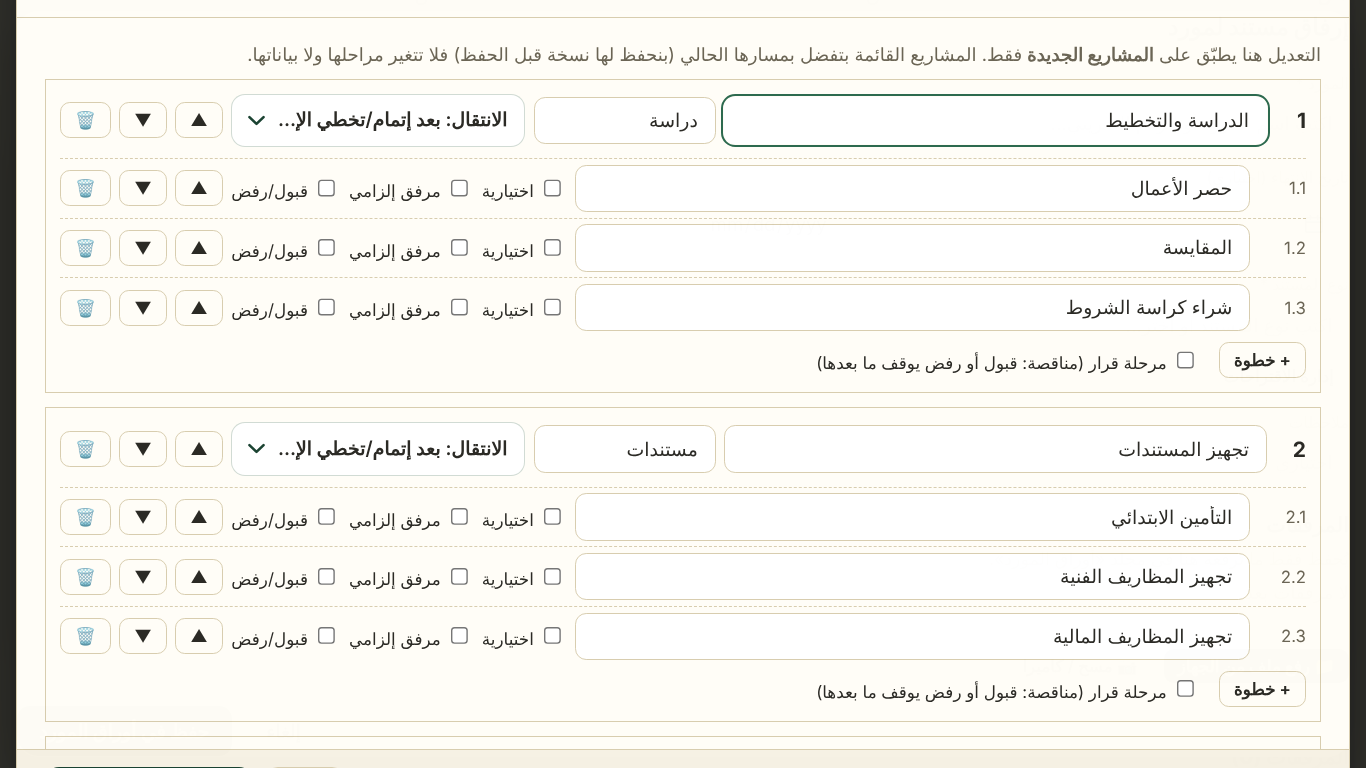 التعديل هنا يطبّق على المشاريع الجديدة فقط. المشاريع القائمة بتفضل بمسارها الحالي (بنحفظ لها نسخة قبل الحفظ) فلا تتغير مراحلها ولا بياناتها.
1 الدراسة والتخطيط دراسة الانتقال: بعد إتمام/تخطي الإ... ▲ ▼
1.1 حصر الأعمال اختيارية مرفق إلزامي قبول/رفض ▲ ▼
1.2 المقايسة اختيارية مرفق إلزامي قبول/رفض ▲ ▼
1.3 شراء كراسة الشروط اختيارية مرفق إلزامي قبول/رفض ▲ ▼
+ خطوة مرحلة قرار (مناقصة: قبول أو رفض يوقف ما بعدها)
2 تجهيز المستندات مستندات الانتقال: بعد إتمام/تخطي الإ... ▲ ▼
2.1 التأمين الابتدائي اختيارية مرفق إلزامي قبول/رفض ▲ ▼
2.2 تجهيز المظاريف الفنية اختيارية مرفق إلزامي قبول/رفض ▲ ▼
2.3 تجهيز المظاريف المالية اختيارية مرفق إلزامي قبول/رفض ▲ ▼
+ خطوة مرحلة قرار (مناقصة: قبول أو رفض يوقف ما بعدها)